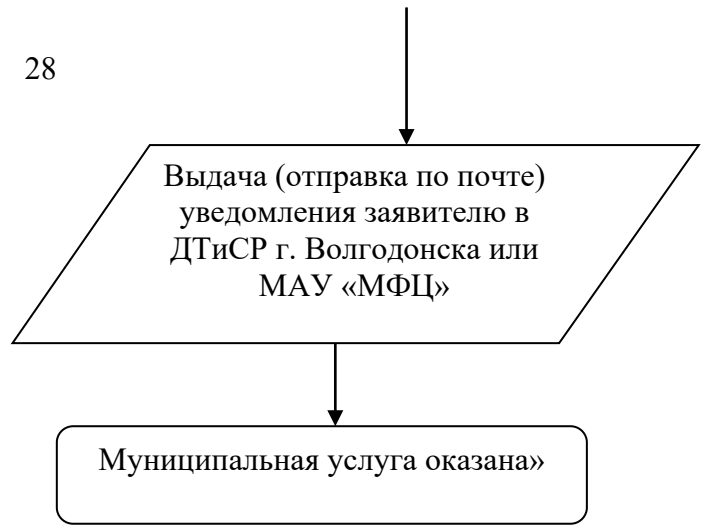 28
Выдача (отправка по почте)
уведомления заявителю в
ДТиСР г. Волгодонска или
МАУ «МФЦ»
Муниципальная услуга оказана»